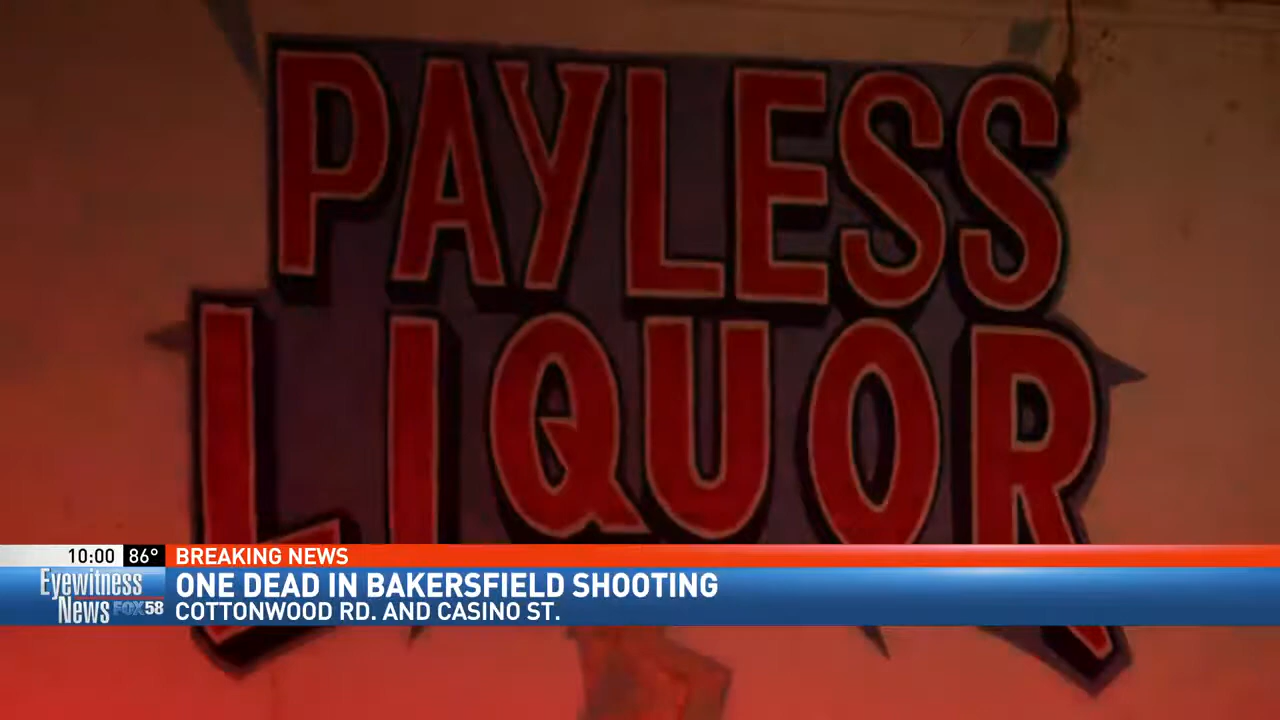 PAYLESS
LIQUOR
10:00 86° BREAKING NEWS
Eyewitness
News FOX58
ONE DEAD IN BAKERSFIELD SHOOTING
COTTONWOOD RD. AND CASINO ST.